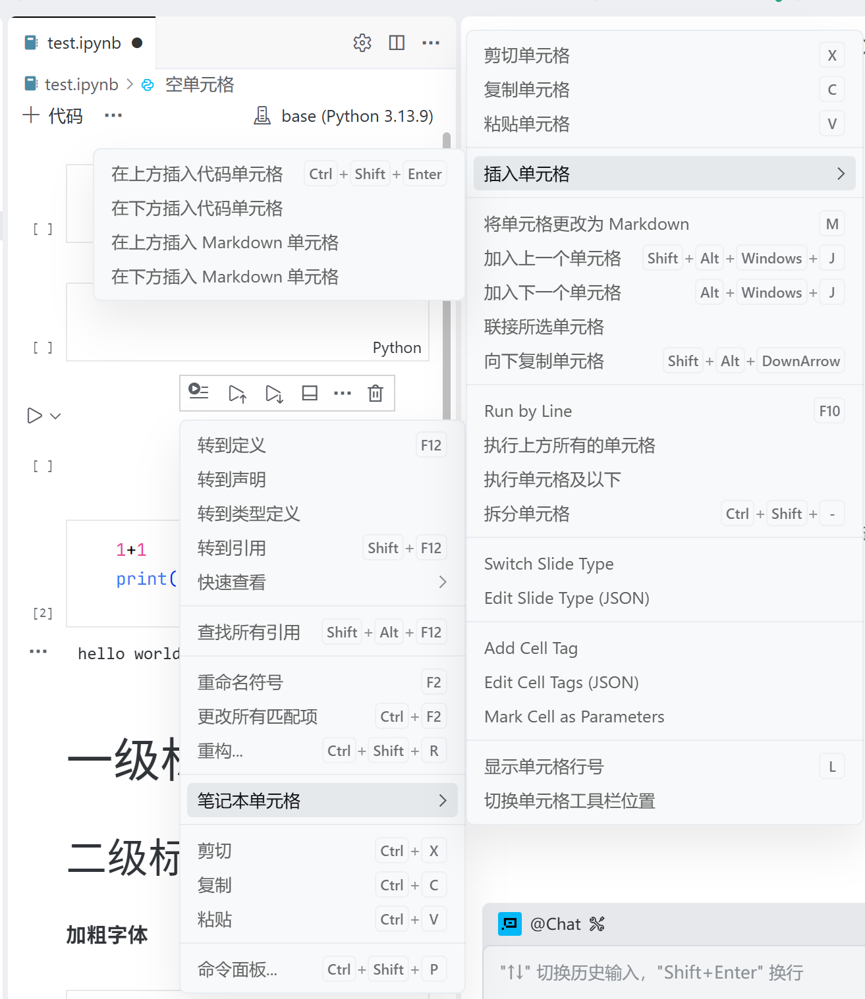 test.ipynb
test.ipynb > 空单元格
代码 ···
base (Python 3.13.9)
在上方插入代码单元格 Ctrl + Shift + Enter
在下方插入代码单元格
在上方插入 Markdown 单元格
在下方插入 Markdown 单元格
[ ]
[ ]
Python
[ ]
1+1
print(
[2]
hello world
一级
二级标
加粗字体
转到定义 F12
转到声明
转到类型定义
转到引用 Shift + F12
快速查看
查找所有引用 Shift + Alt + F12
重命名符号 F2
更改所有匹配项 Ctrl + F2
重构... Ctrl + Shift + R
笔记本单元格
剪切 Ctrl + X
复制 Ctrl + C
粘贴 Ctrl + V
命令面板... Ctrl + Shift + P
剪切单元格 X
复制单元格 C
粘贴单元格 V
插入单元格
将单元格更改为 Markdown M
加入上一个单元格 Shift + Alt + Windows + J
加入下一个单元格 Alt + Windows + J
联接所选单元格
向下复制单元格 Shift + Alt + DownArrow
Run by Line F10
执行上方所有的单元格
执行单元格及以下
拆分单元格 Ctrl + Shift + -
Switch Slide Type
Edit Slide Type (JSON)
Add Cell Tag
Edit Cell Tags (JSON)
Mark Cell as Parameters
显示单元格行号 L
切换单元格工具栏位置
@Chat
"↑↓" 切换历史输入，"Shift+Enter" 换行